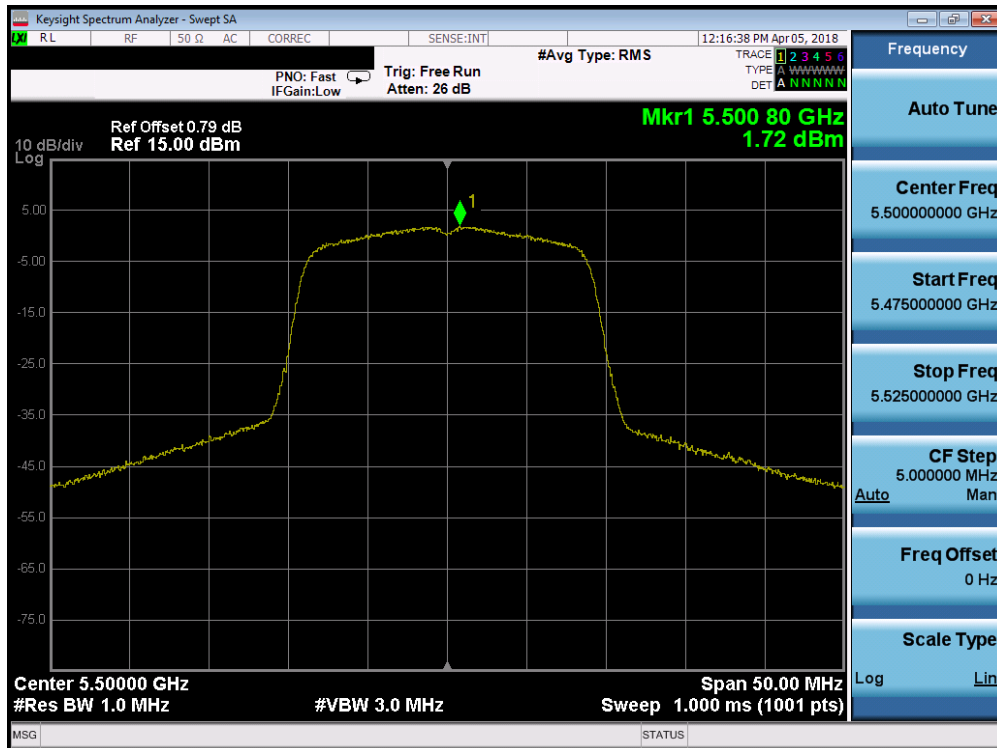 Keysight Spectrum Analyzer - Swept SA
LXI RL RF 50 Ω AC CORREC SENSE:INT 12:16:38 PM Apr 05, 2018
#Avg Type: RMS
TRACE 1 2 3 4 5 6
PNO: Fast Trig: Free Run TYPE A WWWWW
IFGain:Low Atten: 26 dB DET A N N N N N
Mkr1 5.500 80 GHz
1.72 dBm
Ref Offset 0.79 dB
10 dB/div Ref 15.00 dBm
Log
1
5.00
-5.00
-15.0
-25.0
-35.0
-45.0
-55.0
-65.0
-75.0
Center 5.50000 GHz Span 50.00 MHz
#Res BW 1.0 MHz #VBW 3.0 MHz Sweep 1.000 ms (1001 pts)
MSG STATUS
Frequency
Auto Tune
Center Freq
5.500000000 GHz
Start Freq
5.475000000 GHz
Stop Freq
5.525000000 GHz
CF Step
5.000000 MHz
Auto Man
Freq Offset
0 Hz
Scale Type
Log Lin